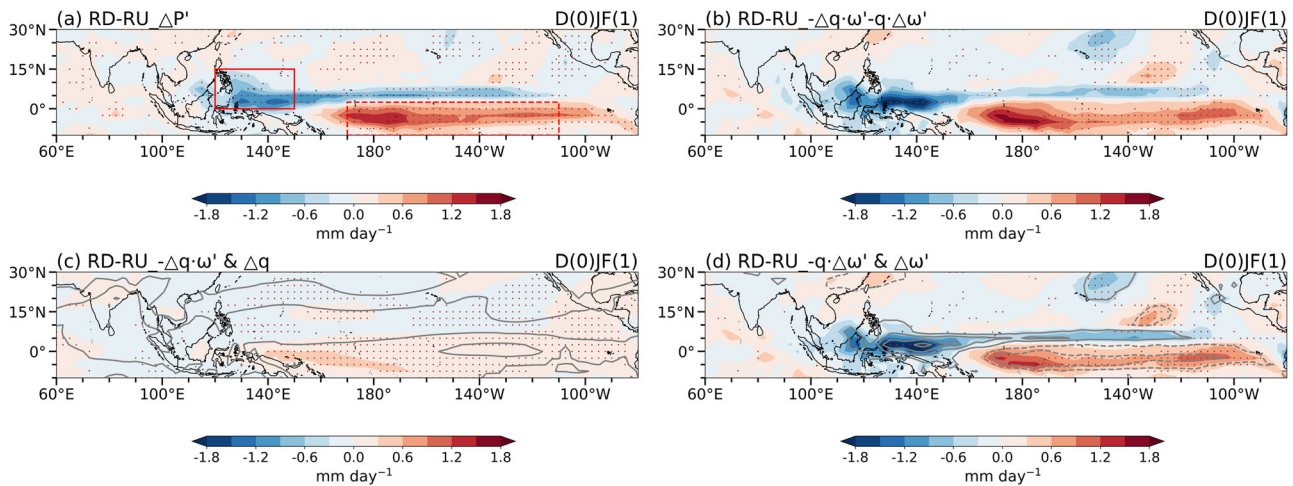 (a) RD-RU_△P' D(0)JF(1)
30°N
15°N
0°
60°E 100°E 140°E 180° 140°W 100°W
-1.8 -1.2 -0.6 0.0 0.6 1.2 1.8
mm day⁻¹
(b) RD-RU_-△q·ω'-q·△ω' D(0)JF(1)
30°N
15°N
0°
60°E 100°E 140°E 180° 140°W 100°W
-1.8 -1.2 -0.6 0.0 0.6 1.2 1.8
mm day⁻¹
(c) RD-RU_-△q·ω' & △q D(0)JF(1)
30°N
15°N
0°
60°E 100°E 140°E 180° 140°W 100°W
-1.8 -1.2 -0.6 0.0 0.6 1.2 1.8
mm day⁻¹
(d) RD-RU_-q·△ω' & △ω' D(0)JF(1)
30°N
15°N
0°
60°E 100°E 140°E 180° 140°W 100°W
-1.8 -1.2 -0.6 0.0 0.6 1.2 1.8
mm day⁻¹